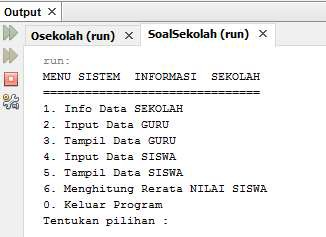 Output ×
Osekolah (run) × SoalSekolah (run) ×
run:
MENU SISTEM  INFORMASI  SEKOLAH
===============================
1. Info Data SEKOLAH
2. Input Data GURU
3. Tampil Data GURU
4. Input Data SISWA
5. Tampil Data SISWA
6. Menghitung Rerata NILAI SISWA
0. Keluar Program
Tentukan pilihan :